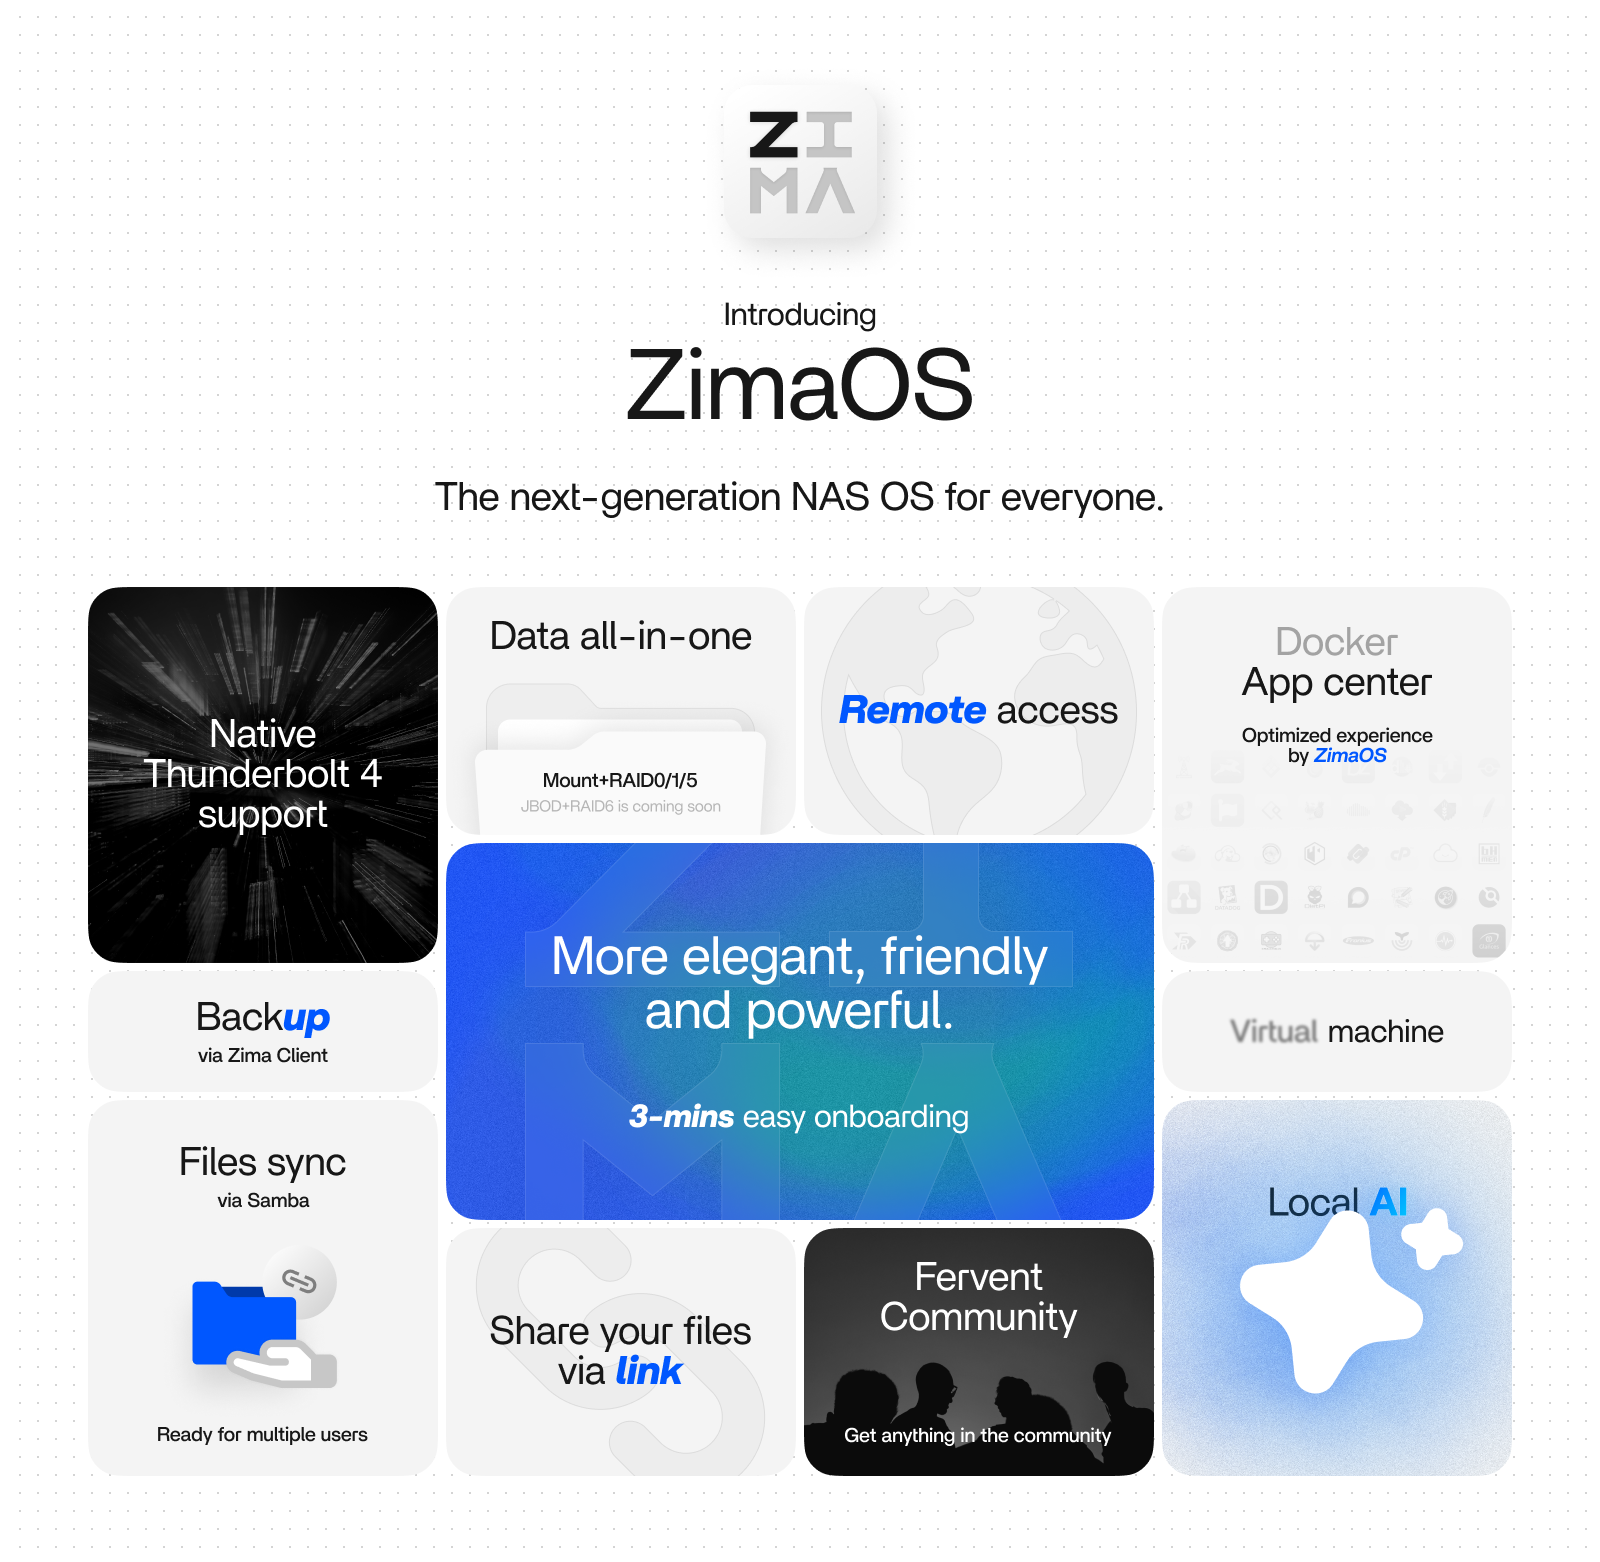 ZI
MA
Introducing
ZimaOS
The next-generation NAS OS for everyone.
Native
Thunderbolt 4
support
Data all-in-one
Mount+RAID0/1/5
JBOD+RAID6 is coming soon
Remote access
Docker
App center
Optimized experience
by ZimaOS
More elegant, friendly
and powerful.
3-mins easy onboarding
Backup
via Zima Client
Virtual machine
Files sync
via Samba
Ready for multiple users
Share your files
via link
Fervent
Community
Get anything in the community
Local AI